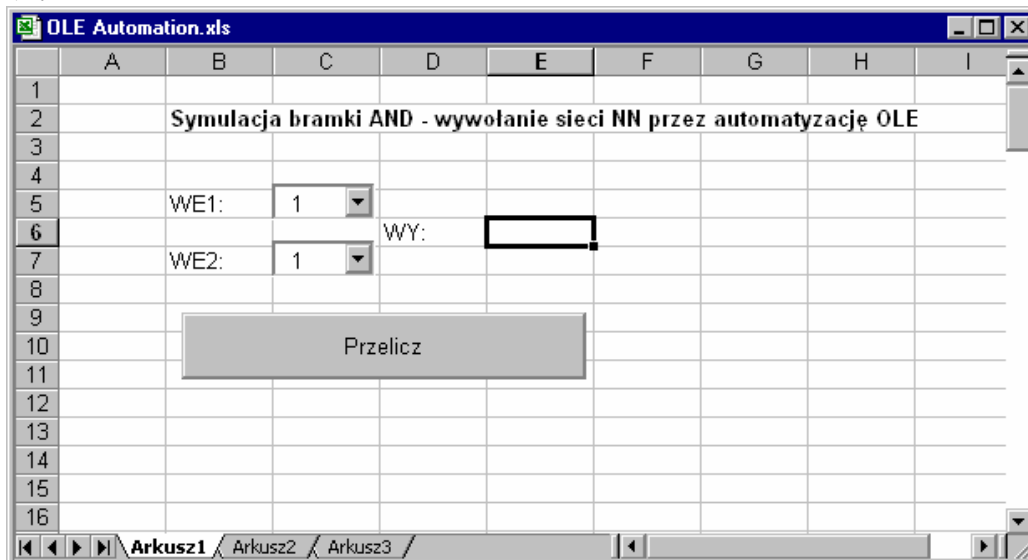 OLE Automation.xls
A B C D E F G H I
1
2 Symulacja bramki AND - wywołanie sieci NN przez automatyzację OLE
3
4
5 WE1: 1
6 WY:
7 WE2: 1
8
9
10 Przelicz
11
12
13
14
15
16
Arkusz1 Arkusz2 Arkusz3